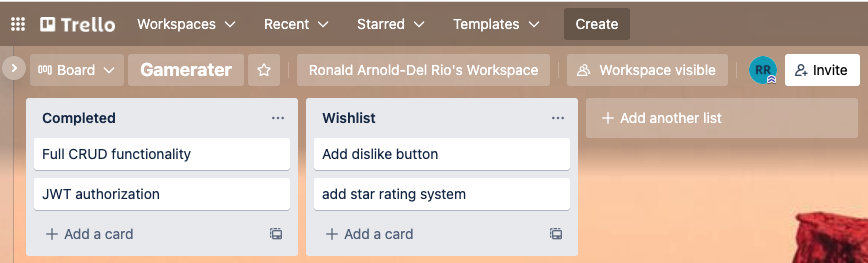 Trello Workspaces Recent Starred Templates Create
Board Gamerater Ronald Arnold-Del Rio's Workspace Workspace visible RR Invite
Completed
Full CRUD functionality
JWT authorization
+ Add a card
Wishlist
Add dislike button
add star rating system
+ Add a card
+ Add another list